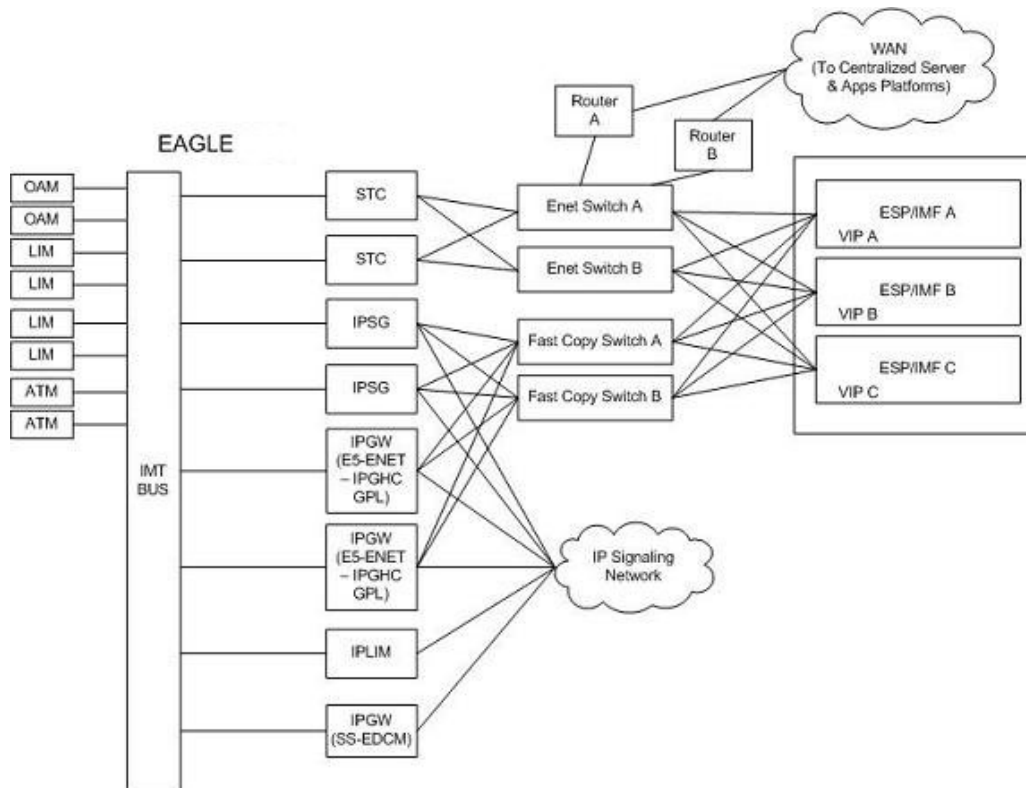 WAN
(To Centralized Server
& Apps Platforms)
Router
A
Router
B
EAGLE
OAM
OAM
LIM
LIM
LIM
LIM
ATM
ATM
IMT
BUS
STC
STC
IPSG
IPSG
IPGW
(E5-ENET
– IPGHC
GPL)
IPGW
(E5-ENET
– IPGHC
GPL)
IPLIM
IPGW
(SS-EDCM)
Enet Switch A
Enet Switch B
Fast Copy Switch A
Fast Copy Switch B
ESP/IMF A
VIP A
ESP/IMF B
VIP B
ESP/IMF C
VIP C
IP Signaling
Network